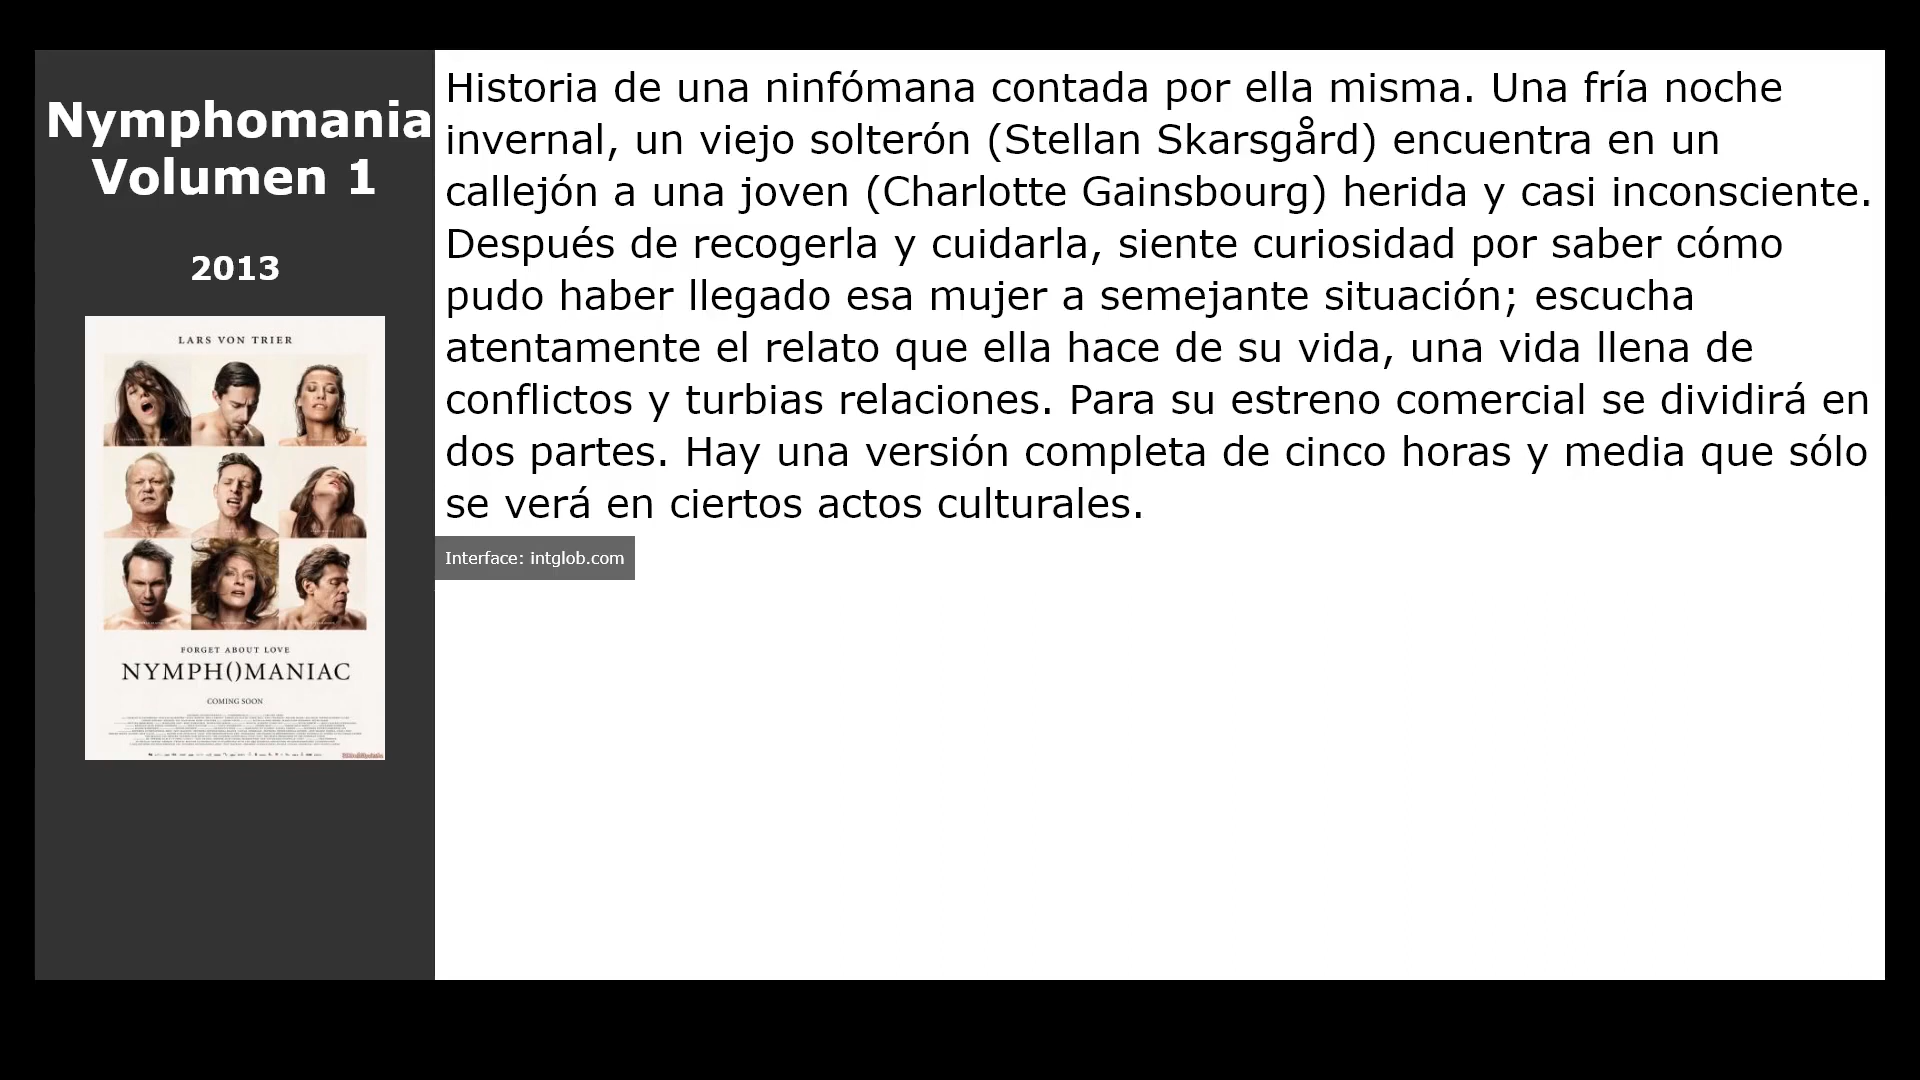 Nymphomania
Volumen 1
2013
LARS VON TRIER
FORGET ABOUT LOVE
NYMPH()MANIAC
COMING SOON
Historia de una ninfómana contada por ella misma. Una fría noche
invernal, un viejo solterón (Stellan Skarsgård) encuentra en un
callejón a una joven (Charlotte Gainsbourg) herida y casi inconsciente.
Después de recogerla y cuidarla, siente curiosidad por saber cómo
pudo haber llegado esa mujer a semejante situación; escucha
atentamente el relato que ella hace de su vida, una vida llena de
conflictos y turbias relaciones. Para su estreno comercial se dividirá en
dos partes. Hay una versión completa de cinco horas y media que sólo
se verá en ciertos actos culturales.
Interface: intglob.com